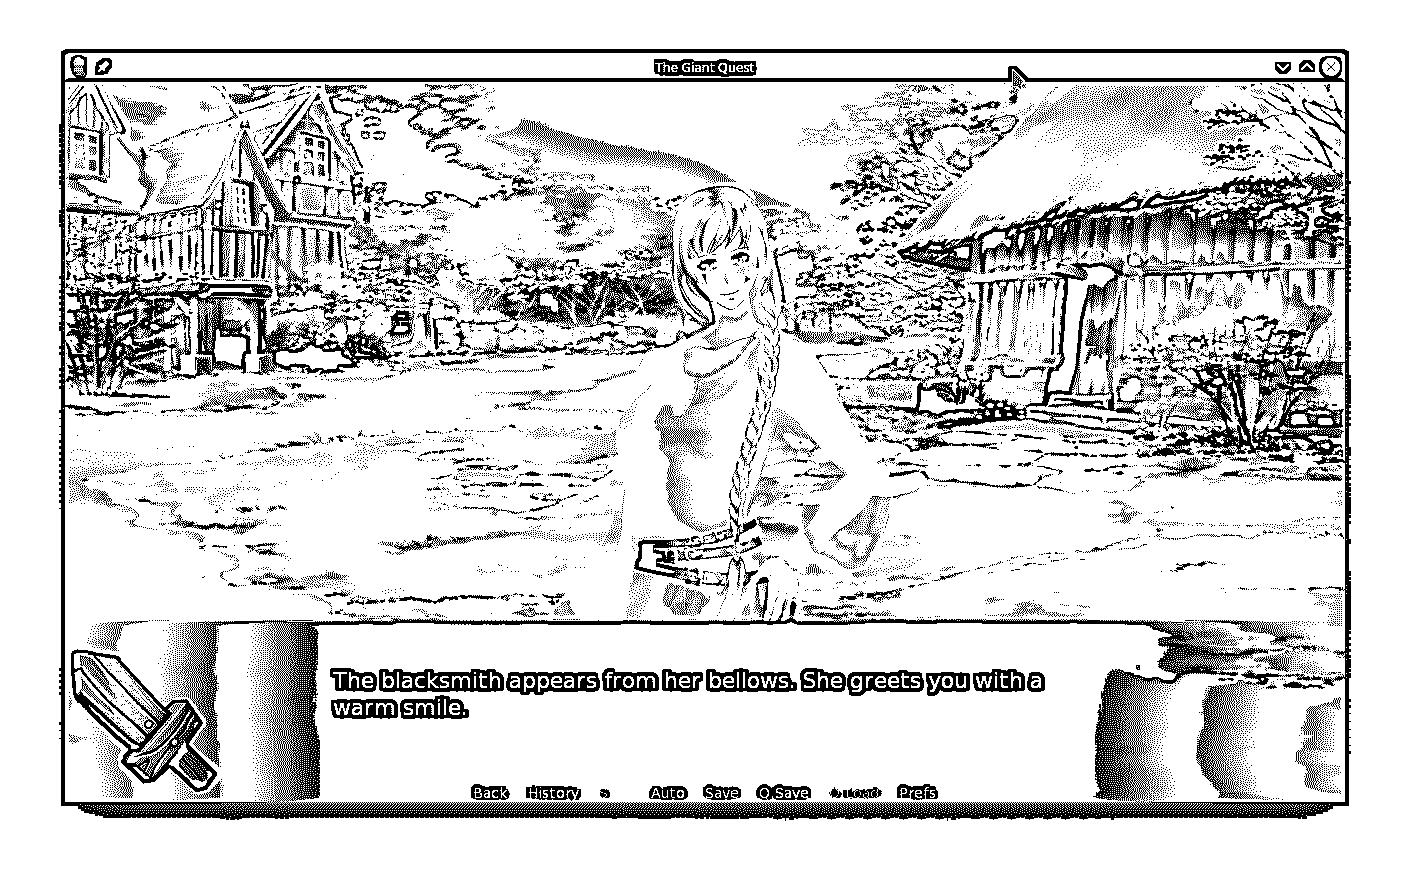 The Giant Quest
The blacksmith appears from her bellows. She greets you with a
warm smile.
Back History Auto Save Q.Save Prefs